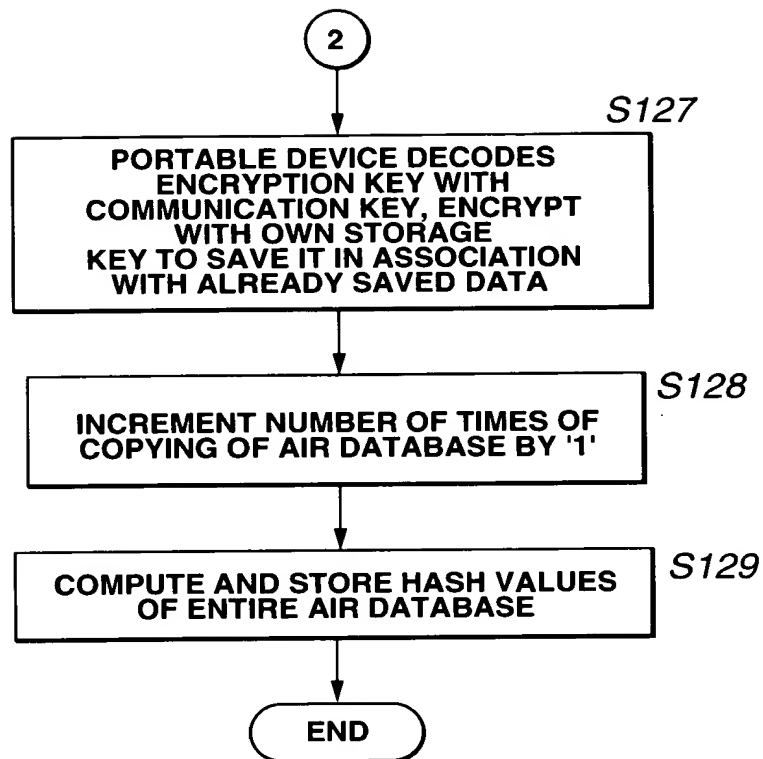 2
S127
PORTABLE DEVICE DECODES
ENCRYPTION KEY WITH
COMMUNICATION KEY, ENCRYPT
WITH OWN STORAGE
KEY TO SAVE IT IN ASSOCIATION
WITH ALREADY SAVED DATA
S128
INCREMENT NUMBER OF TIMES OF
COPYING OF AIR DATABASE BY '1'
S129
COMPUTE AND STORE HASH VALUES
OF ENTIRE AIR DATABASE
END